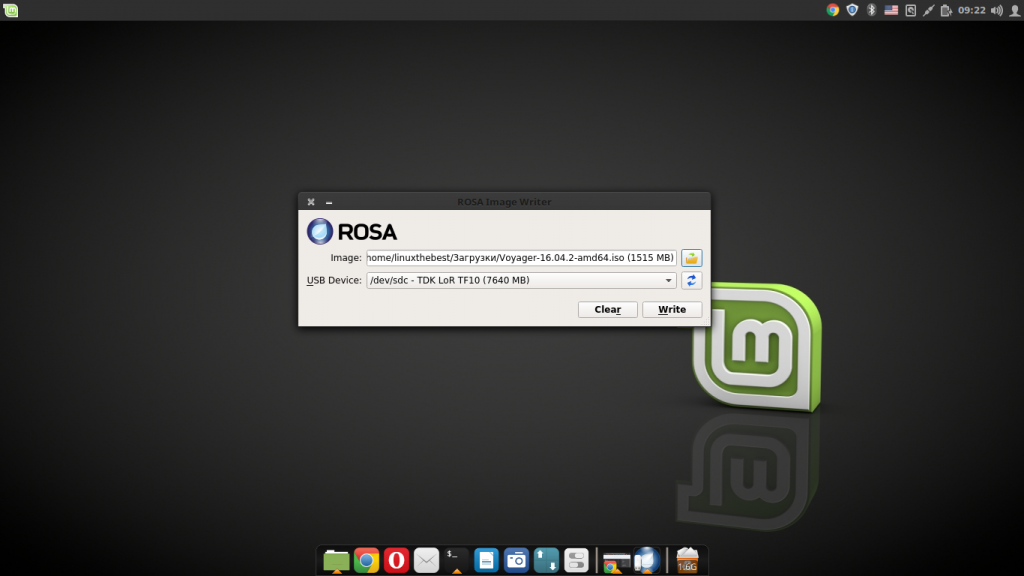 09:22
ROSA Image Writer
ROSA
Image: home/linuxthebest/Загрузки/Voyager-16.04.2-amd64.iso (1515 MB)
USB Device: /dev/sdc - TDK LoR TF10 (7640 MB)
Clear Write
$_